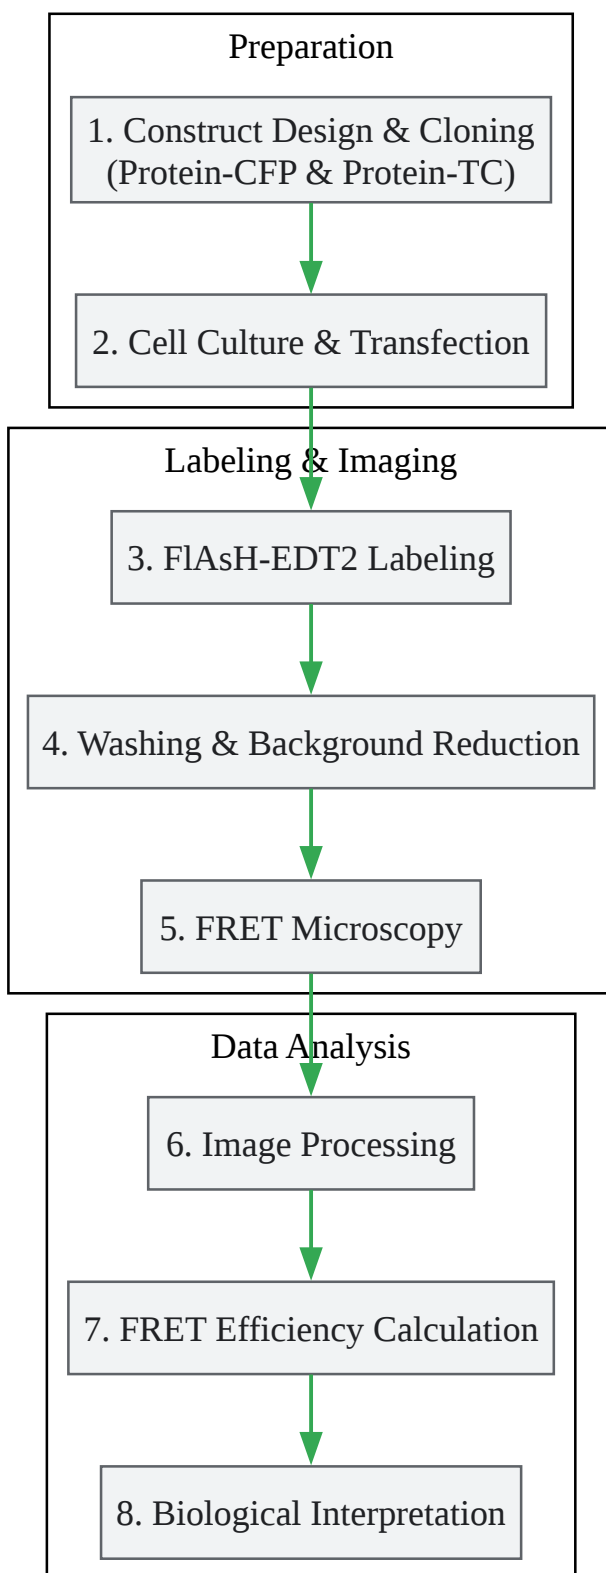 Preparation
1. Construct Design & Cloning
(Protein-CFP & Protein-TC)
2. Cell Culture & Transfection
Labeling & Imaging
3. FlAsH-EDT2 Labeling
4. Washing & Background Reduction
5. FRET Microscopy
Data Analysis
6. Image Processing
7. FRET Efficiency Calculation
8. Biological Interpretation